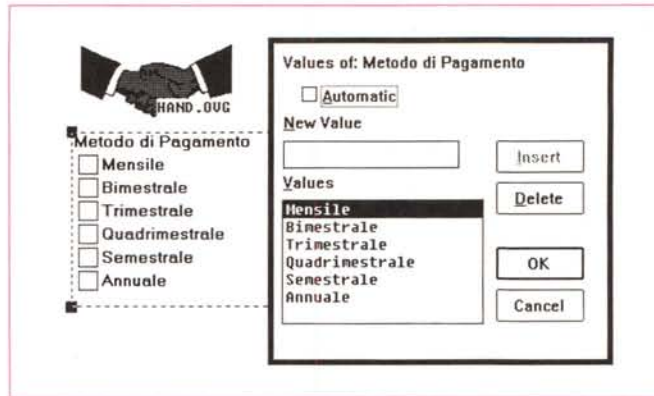 HAND.OVG
Metodo di Pagamento
Mensile
Bimestrale
Trimestrale
Quadrimestrale
Semestrale
Annuale
Values of: Metodo di Pagamento
Automatic
New Value
Insert
Values
Delete
Mensile
Bimestrale
Trimestrale
Quadrimestrale
Semestrale
Annuale
OK
Cancel